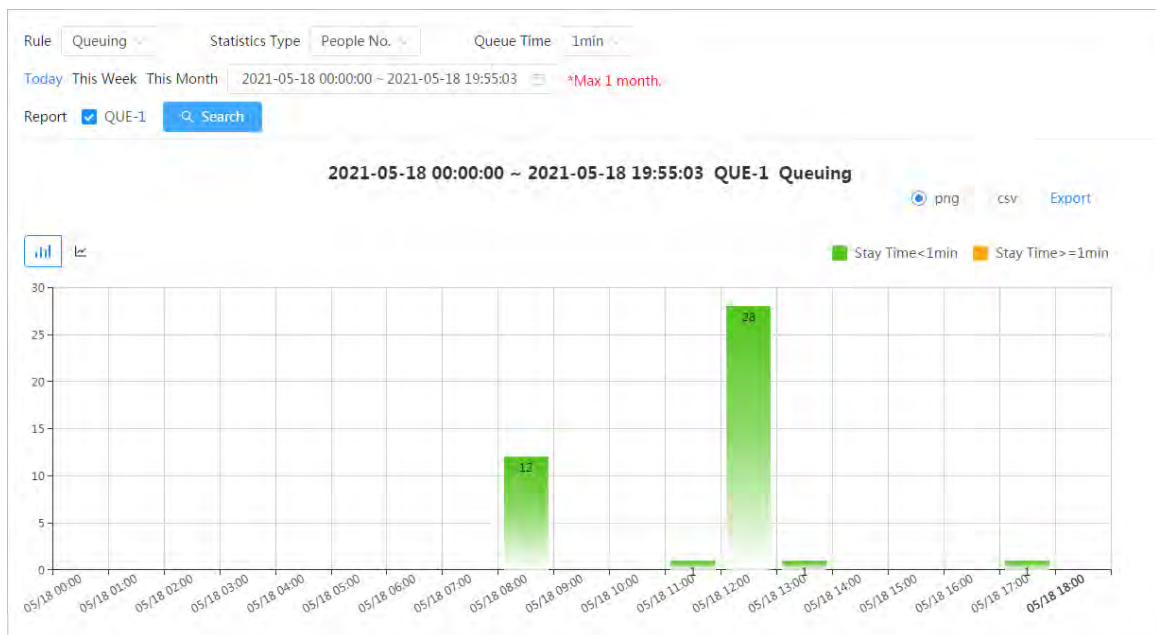 Rule Queuing Statistics Type People No. Queue Time 1min
Today This Week This Month 2021-05-18 00:00:00 ~ 2021-05-18 19:55:03 *Max 1 month.
Report QUE-1 Search
2021-05-18 00:00:00 ~ 2021-05-18 19:55:03 QUE-1 Queuing
png csv Export
Stay Time<1min Stay Time>=1min
30
28
25
20
15
12
10
5
0
1 1 1
05/18 00:00 05/18 01:00 05/18 02:00 05/18 03:00 05/18 04:00 05/18 05:00 05/18 06:00 05/18 07:00 05/18 08:00 05/18 09:00 05/18 10:00 05/18 11:00 05/18 12:00 05/18 13:00 05/18 14:00 05/18 15:00 05/18 16:00 05/18 17:00 05/18 18:00